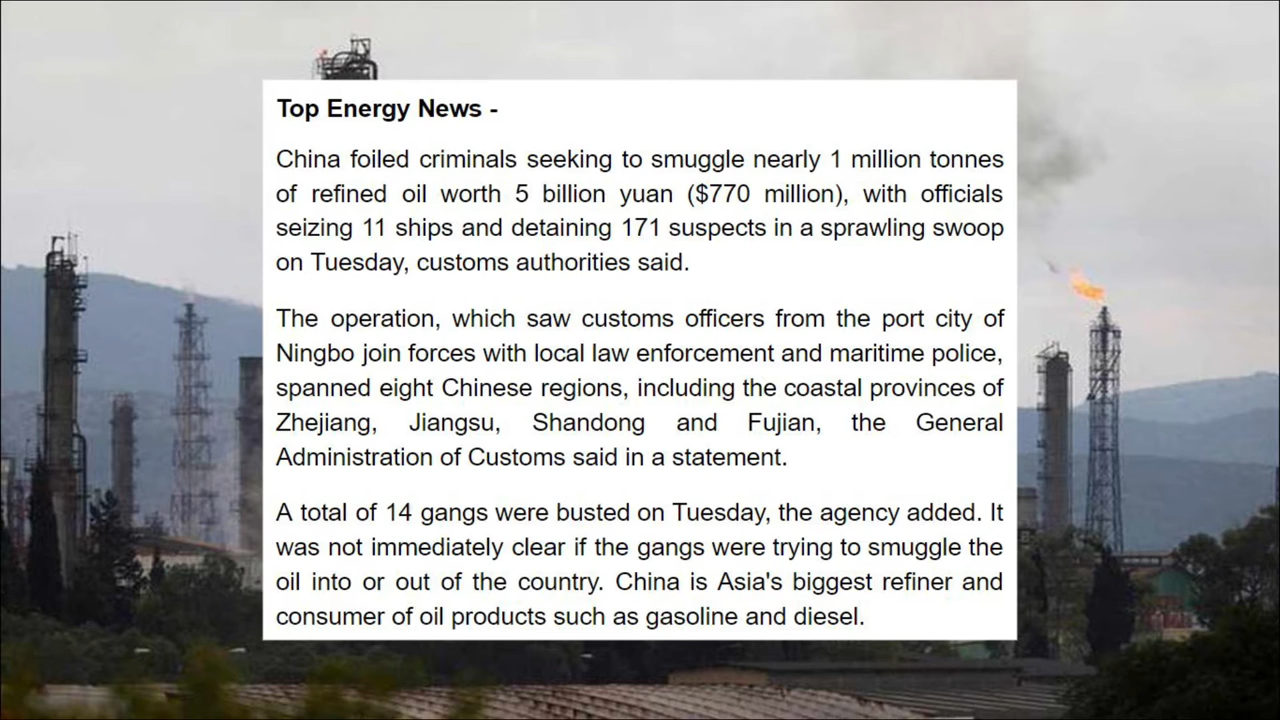 Top Energy News -
China foiled criminals seeking to smuggle nearly 1 million tonnes
of refined oil worth 5 billion yuan ($770 million), with officials
seizing 11 ships and detaining 171 suspects in a sprawling swoop
on Tuesday, customs authorities said.
The operation, which saw customs officers from the port city of
Ningbo join forces with local law enforcement and maritime police,
spanned eight Chinese regions, including the coastal provinces of
Zhejiang, Jiangsu, Shandong and Fujian, the General
Administration of Customs said in a statement.
A total of 14 gangs were busted on Tuesday, the agency added. It
was not immediately clear if the gangs were trying to smuggle the
oil into or out of the country. China is Asia's biggest refiner and
consumer of oil products such as gasoline and diesel.